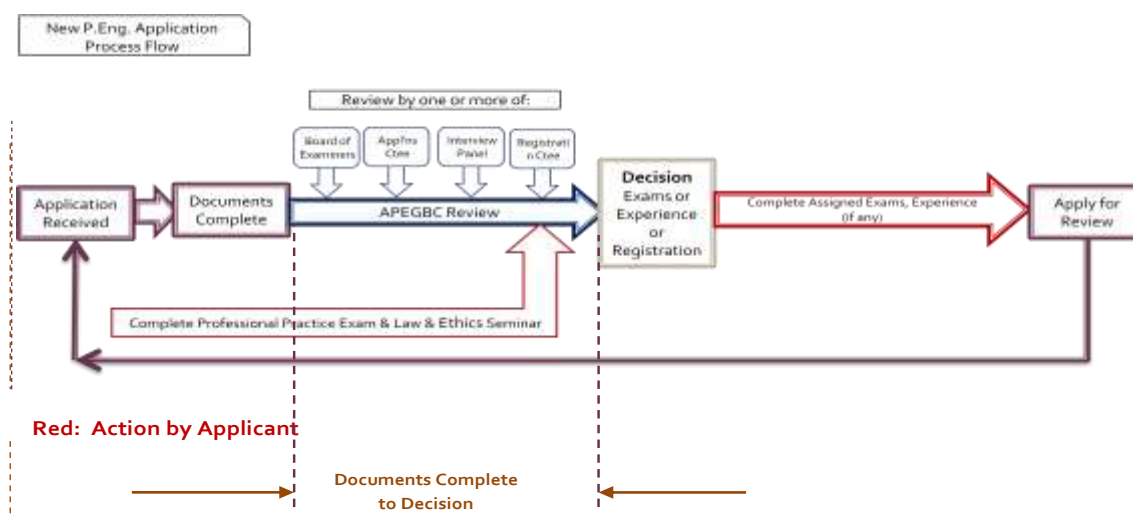 New P.Eng. Application
Process Flow
Review by one or more of:
Board of
Examiners
App'ns
Ctee
Interview
Panel
Registrati
n Ctee
Application
Received
Documents
Complete
APEGBC Review
Decision
Exams or
Experience
or
Registration
Complete Assigned Exams, Experience
(if any)
Apply for
Review
Complete Professional Practice Exam & Law & Ethics Seminar
Red: Action by Applicant
Documents Complete
to Decision